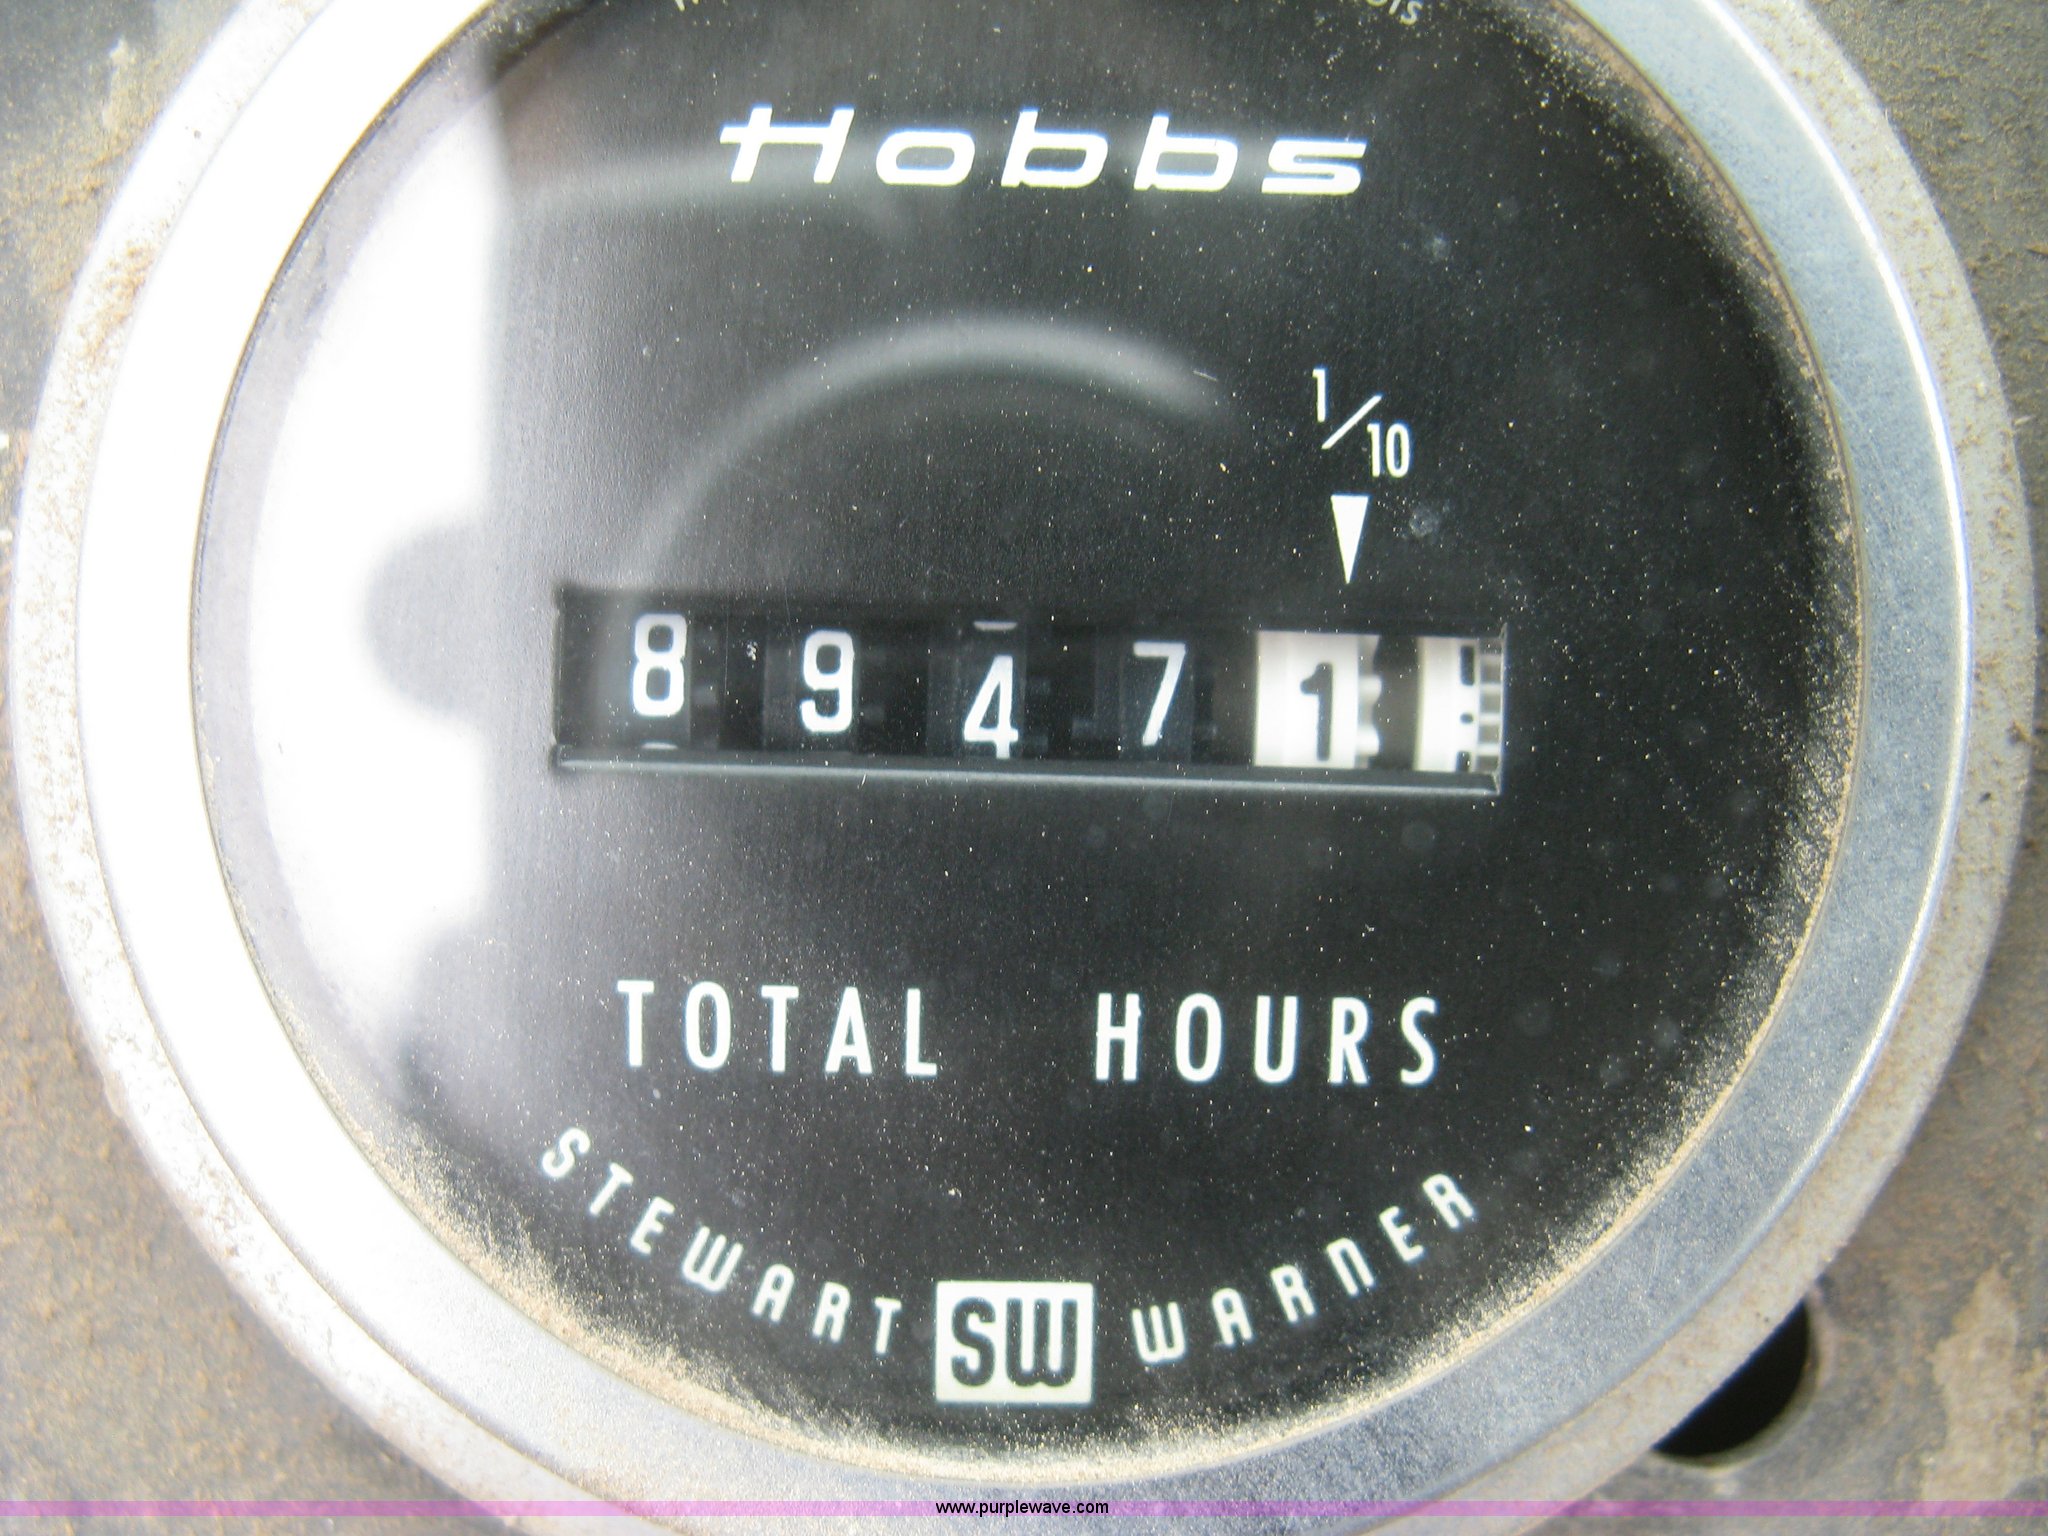 Hobbs
1/10
8 9 4 7 1
TOTAL HOURS
STEWART SW WARNER
www.purplewave.com